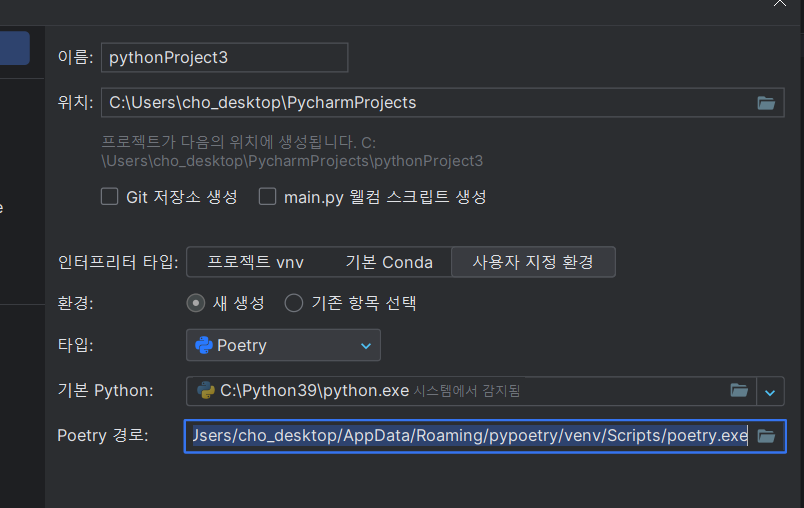 이름: pythonProject3
위치: C:\Users\cho_desktop\PycharmProjects
프로젝트가 다음의 위치에 생성됩니다. C:
\Users\cho_desktop\PycharmProjects\pythonProject3
Git 저장소 생성 main.py 웰컴 스크립트 생성
e
인터프리터 타입: 프로젝트 vnv 기본 Conda 사용자 지정 환경
환경: 새 생성 기존 항목 선택
타입: Poetry
기본 Python: C:\Python39\python.exe 시스템에서 감지됨
Poetry 경로: Jsers/cho_desktop/AppData/Roaming/pypoetry/venv/Scripts/poetry.exe